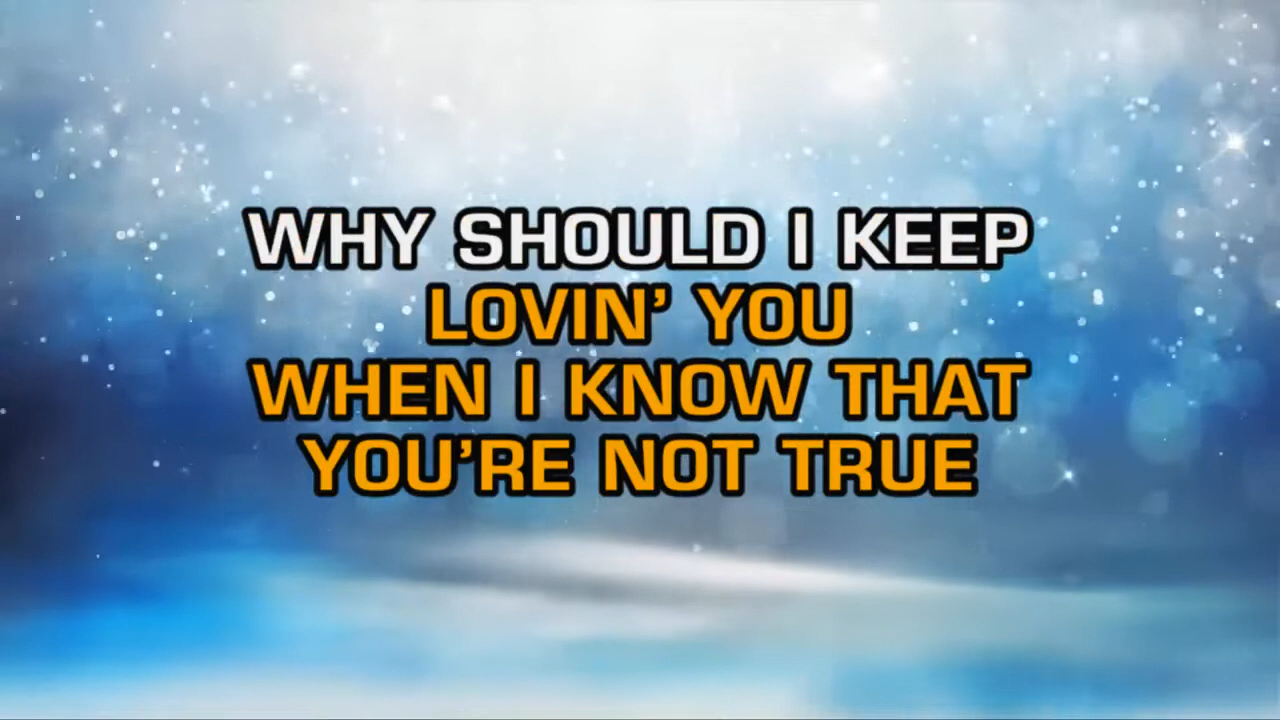 WHY SHOULD I KEEP
LOVIN' YOU
WHEN I KNOW THAT
YOU'RE NOT TRUE